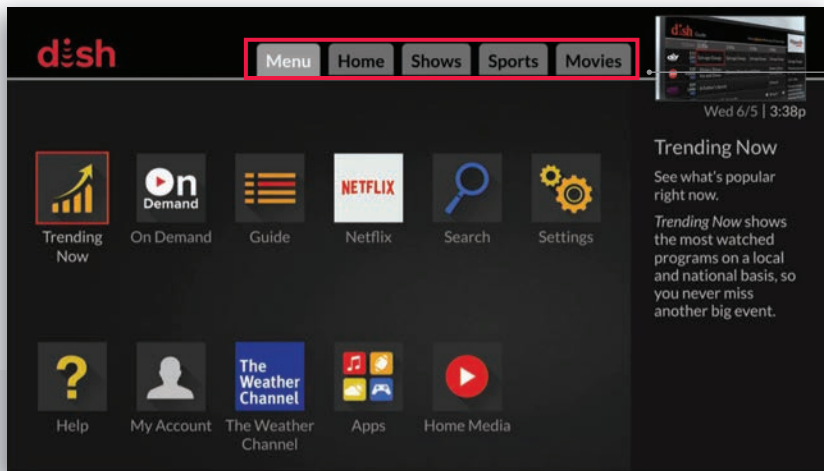 dish
Menu Home Shows Sports Movies
Wed 6/5 | 3:38p
Trending Now
See what's popular
right now.
Trending Now shows
the most watched
programs on a local
and national basis, so
you never miss
another big event.
On
Demand
NETFLIX
Trending
Now
On Demand
Guide
Netflix
Search
Settings
?
The
Weather
Channel
Help
My Account
The Weather
Channel
Apps
Home Media